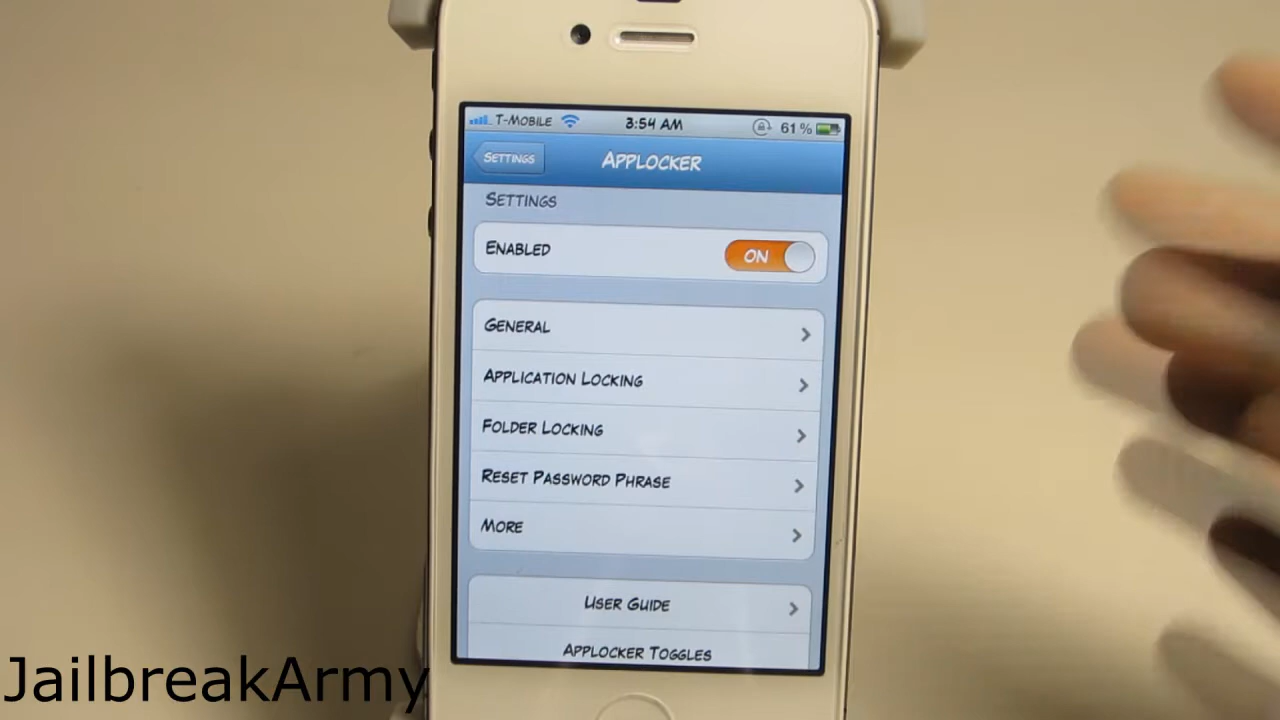 T-Mobile 3:54 AM 61%
Settings Applocker
Settings
Enabled ON
General
Application Locking
Folder Locking
Reset Password Phrase
More
User Guide
Applocker Toggles
JailbreakArmy